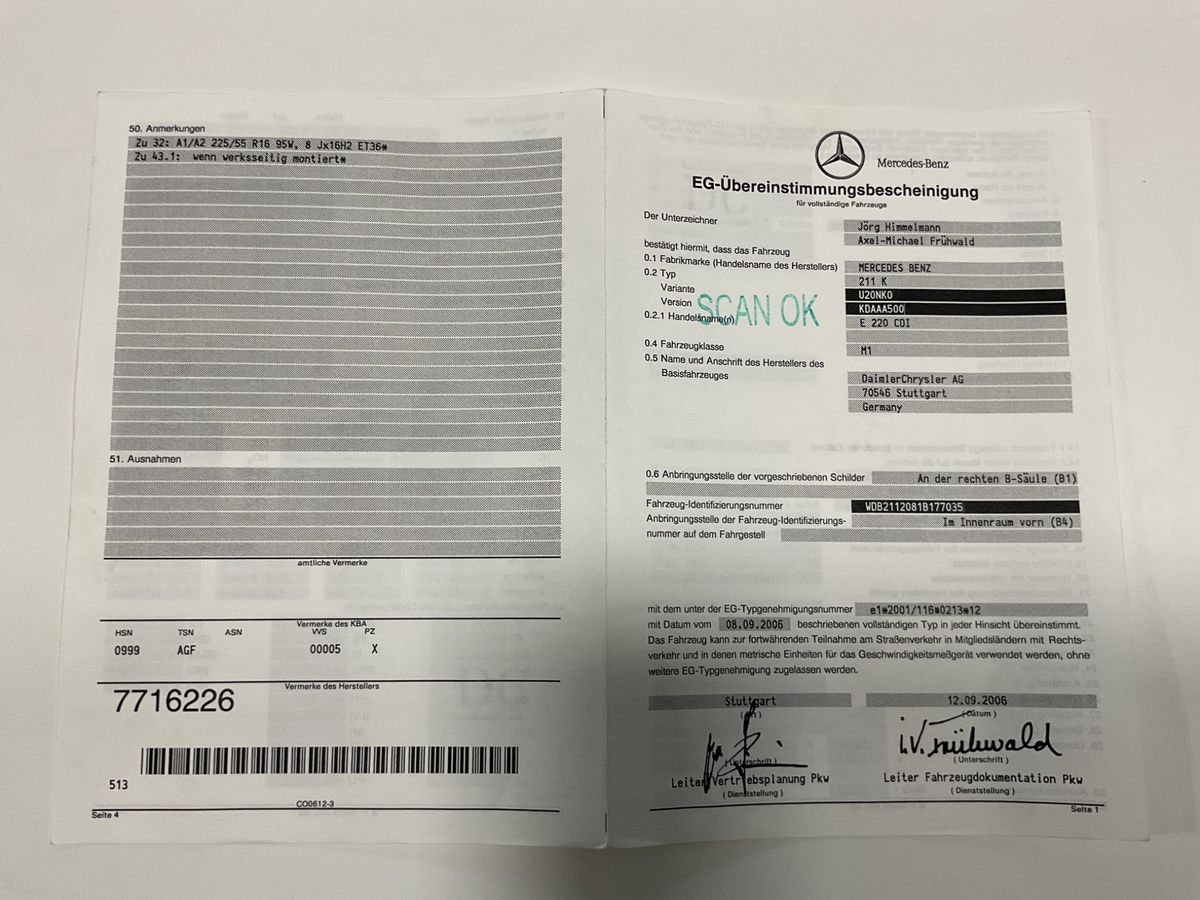 50. Anmerkungen
Zu 32: A1/A2 225/55 R16 95W, 8 Jx16H2 ET36*
Zu 43.1: wenn werksseitig montiert*
51. Ausnahmen
amtliche Vermerke
Vermerke des KBA
HSN TSN ASN VVS PZ
0999 AGF 00005 X
Vermerke des Herstellers
7716226
513
CO0612-3
Seite 4
Mercedes-Benz
EG-Übereinstimmungsbescheinigung
für vollständige Fahrzeuge
Der Unterzeichner Jörg Himmelmann
Axel-Michael Frühwald
bestätigt hiermit, dass das Fahrzeug
0.1 Fabrikmarke (Handelsname des Herstellers) MERCEDES BENZ
0.2 Typ 211 K
Variante U20NK0
Version KDAAA500
SCAN OK
0.2.1 Handelsname(n) E 220 CDI
0.4 Fahrzeugklasse M1
0.5 Name und Anschrift des Herstellers des
Basisfahrzeuges DaimlerChrysler AG
70546 Stuttgart
Germany
0.6 Anbringungsstelle der vorgeschriebenen Schilder An der rechten B-Säule (B1)
Fahrzeug-Identifizierungsnummer WDB2112081B177035
Anbringungsstelle der Fahrzeug-Identifizierungs- Im Innenraum vorn (B4)
nummer auf dem Fahrgestell
mit dem unter der EG-Typgenehmigungsnummer e1*2001/116*0213*12
mit Datum vom 08.09.2006 beschriebenen vollständigen Typ in jeder Hinsicht übereinstimmt.
Das Fahrzeug kann zur fortwährenden Teilnahme am Straßenverkehr in Mitgliedsländern mit Rechts-
verkehr und in denen metrische Einheiten für das Geschwindigkeitsmeßgerät verwendet werden, ohne
weitere EG-Typgenehmigung zugelassen werden.
Stuttgart 12.09.2006
(Ort) (Datum)
i.V. Frühwald
(Unterschrift) (Unterschrift)
Leiter Vertriebsplanung Pkw Leiter Fahrzeugdokumentation Pkw
(Dienststellung) (Dienststellung)
Seite 1